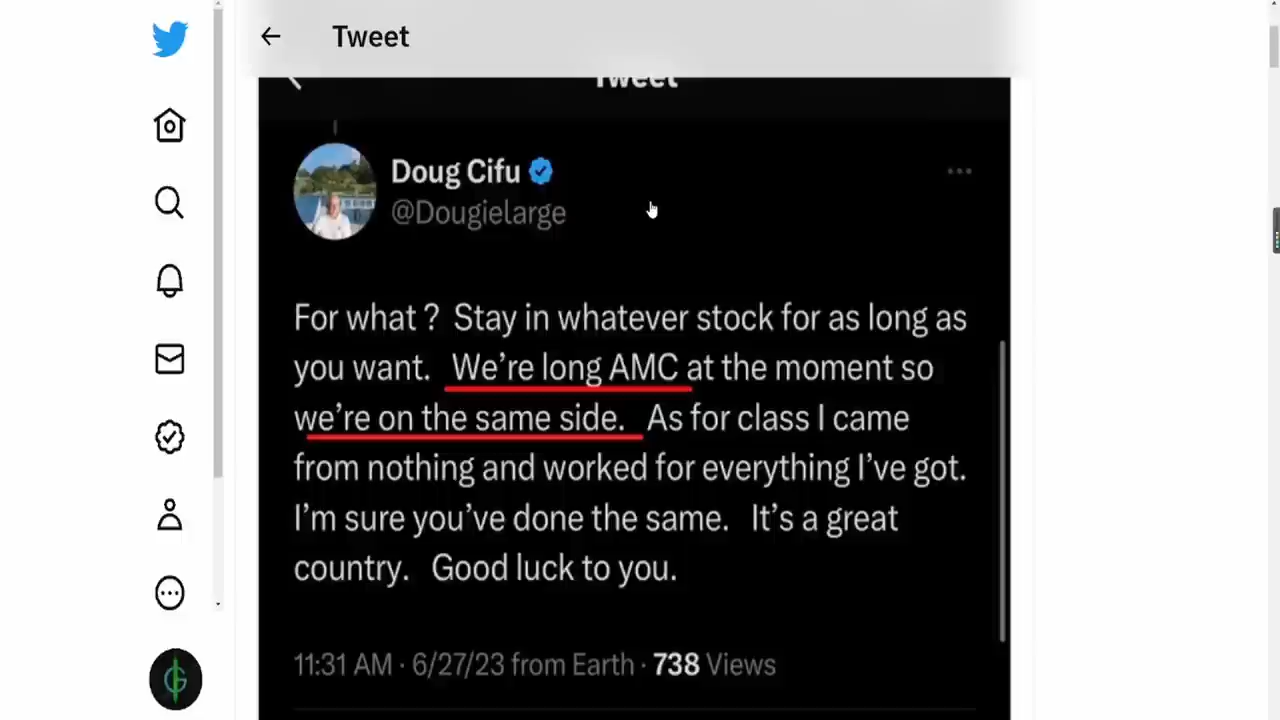 Tweet
Tweet
Doug Cifu
@Dougielarge
For what ? Stay in whatever stock for as long as
you want. We're long AMC at the moment so
we're on the same side. As for class I came
from nothing and worked for everything I've got.
I'm sure you've done the same. It's a great
country. Good luck to you.
11:31 AM · 6/27/23 from Earth · 738 Views